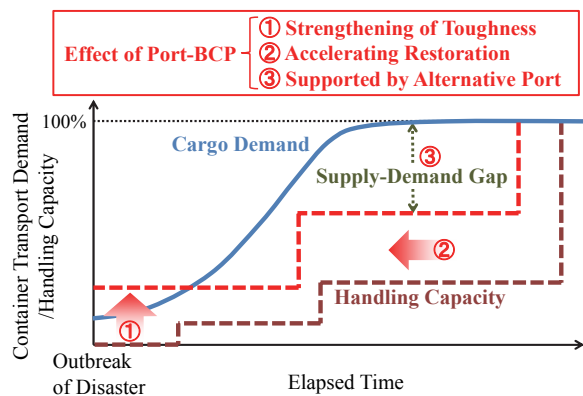 Effect of Port-BCP
① Strengthening of Toughness
② Accelerating Restoration
③ Supported by Alternative Port
Container Transport Demand
/Handling Capacity
100%
Cargo Demand
③
Supply-Demand Gap
②
Handling Capacity
①
Outbreak
of Disaster
Elapsed Time